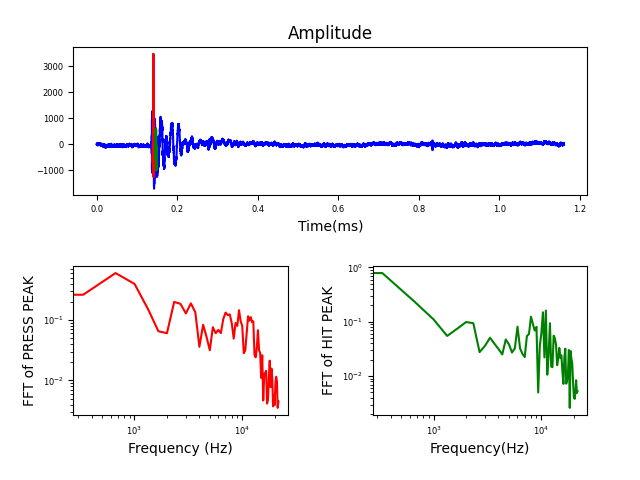 Amplitude
3000
2000
1000
0
−1000
0.0 0.2 0.4 0.6 0.8 1.0 1.2
Time(ms)
FFT of PRESS PEAK
10⁻¹
10⁻²
10³ 10⁴
Frequency (Hz)
FFT of HIT PEAK
10⁰
10⁻¹
10⁻²
10³ 10⁴
Frequency(Hz)